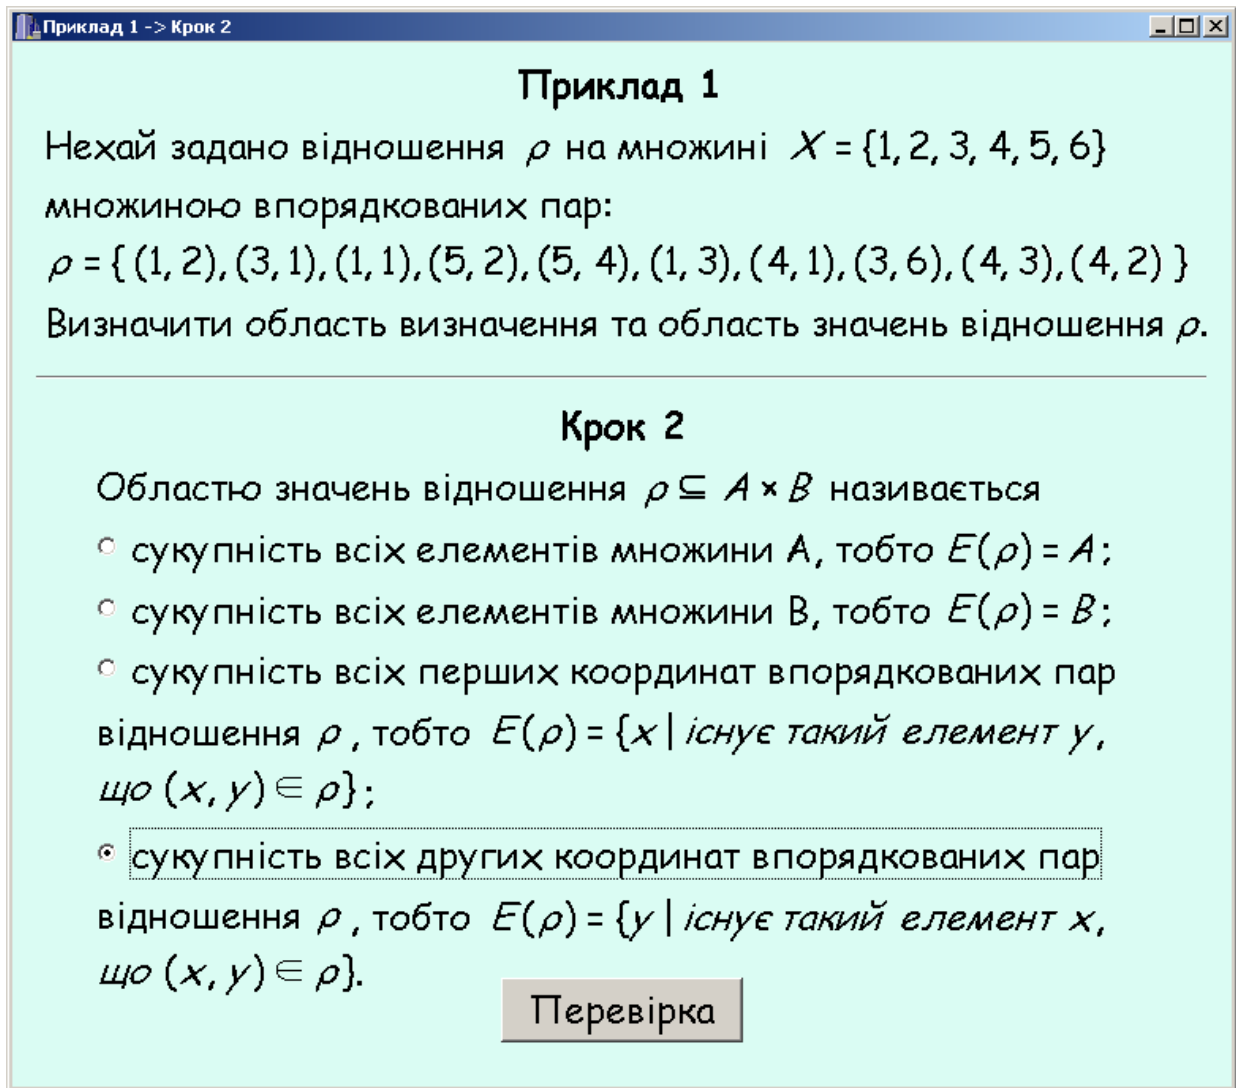 Приклад 1 -> Крок 2
Приклад 1
Нехай задано відношення ρ на множині X = {1, 2, 3, 4, 5, 6}
множиною впорядкованих пар:
ρ = { (1, 2), (3, 1), (1, 1), (5, 2), (5, 4), (1, 3), (4, 1), (3, 6), (4, 3), (4, 2) }
Визначити область визначення та область значень відношення ρ.
Крок 2
Областю значень відношення ρ ⊆ A × B називається
сукупність всіх елементів множини A, тобто E(ρ) = A;
сукупність всіх елементів множини B, тобто E(ρ) = B;
сукупність всіх перших координат впорядкованих пар
відношення ρ , тобто E(ρ) = {x | існує такий елемент y,
що (x, y) ∈ ρ};
сукупність всіх других координат впорядкованих пар
відношення ρ , тобто E(ρ) = {y | існує такий елемент x,
що (x, y) ∈ ρ}.
Перевірка